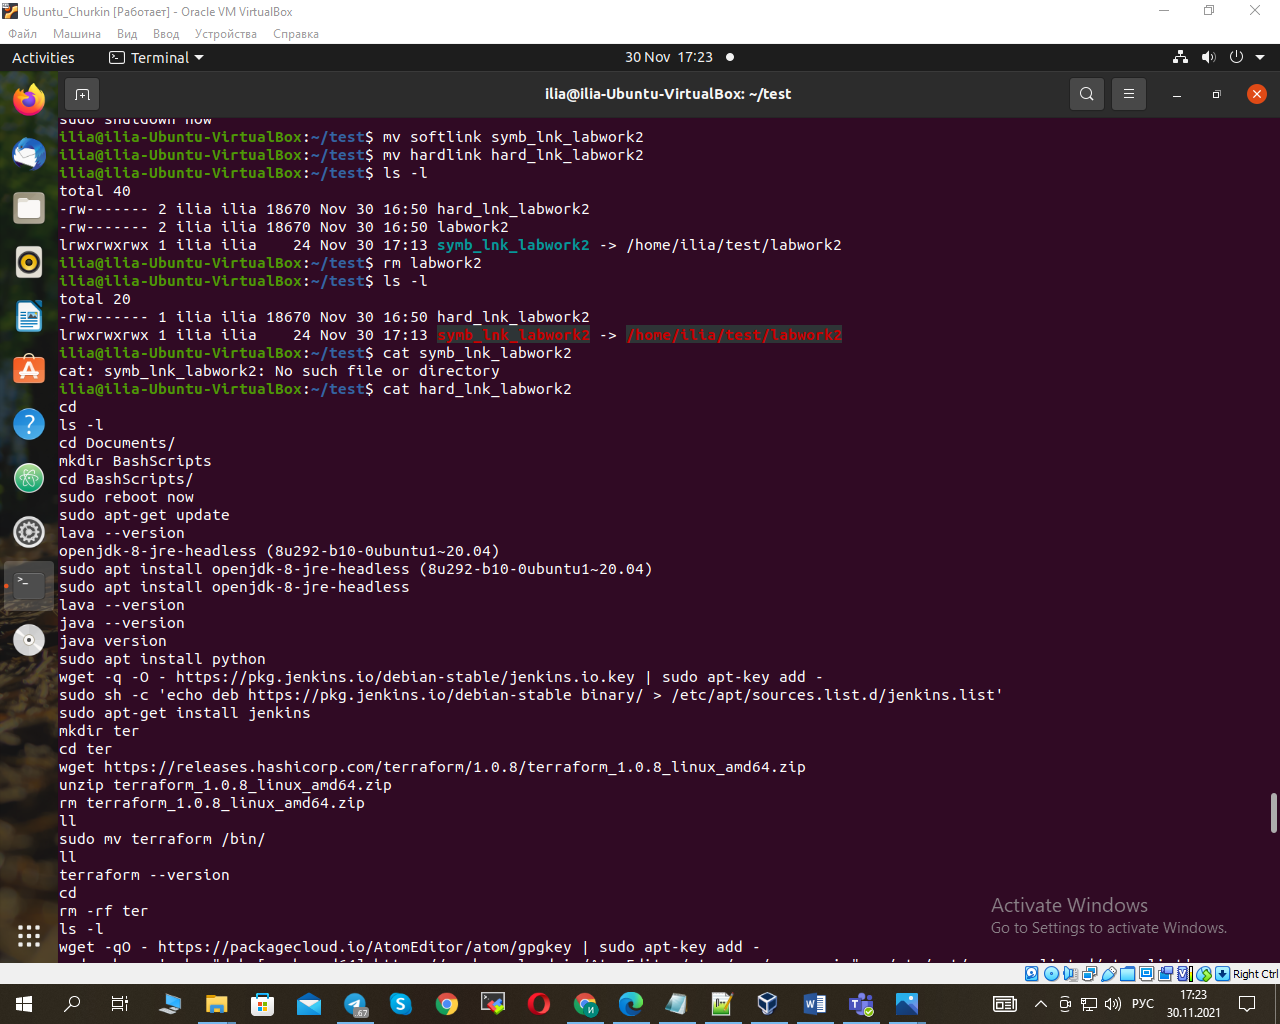 Ubuntu_Churkin [Работает] - Oracle VM VirtualBox
Файл Машина Вид Ввод Устройства Справка
Activities Terminal 30 Nov 17:23
ilia@ilia-Ubuntu-VirtualBox: ~/test
sudo shutdown now
ilia@ilia-Ubuntu-VirtualBox:~/test$ mv softlink symb_lnk_labwork2
ilia@ilia-Ubuntu-VirtualBox:~/test$ mv hardlink hard_lnk_labwork2
ilia@ilia-Ubuntu-VirtualBox:~/test$ ls -l
total 40
-rw------- 2 ilia ilia 18670 Nov 30 16:50 hard_lnk_labwork2
-rw------- 2 ilia ilia 18670 Nov 30 16:50 labwork2
lrwxrwxrwx 1 ilia ilia    24 Nov 30 17:13 symb_lnk_labwork2 -> /home/ilia/test/labwork2
ilia@ilia-Ubuntu-VirtualBox:~/test$ rm labwork2
ilia@ilia-Ubuntu-VirtualBox:~/test$ ls -l
total 20
-rw------- 1 ilia ilia 18670 Nov 30 16:50 hard_lnk_labwork2
lrwxrwxrwx 1 ilia ilia    24 Nov 30 17:13 symb_lnk_labwork2 -> /home/ilia/test/labwork2
ilia@ilia-Ubuntu-VirtualBox:~/test$ cat symb_lnk_labwork2
cat: symb_lnk_labwork2: No such file or directory
ilia@ilia-Ubuntu-VirtualBox:~/test$ cat hard_lnk_labwork2
cd
ls -l
cd Documents/
mkdir BashScripts
cd BashScripts/
sudo reboot now
sudo apt-get update
lava --version
openjdk-8-jre-headless (8u292-b10-0ubuntu1~20.04)
sudo apt install openjdk-8-jre-headless (8u292-b10-0ubuntu1~20.04)
sudo apt install openjdk-8-jre-headless
lava --version
java --version
java version
sudo apt install python
wget -q -O - https://pkg.jenkins.io/debian-stable/jenkins.io.key | sudo apt-key add -
sudo sh -c 'echo deb https://pkg.jenkins.io/debian-stable binary/ > /etc/apt/sources.list.d/jenkins.list'
sudo apt-get install jenkins
mkdir ter
cd ter
wget https://releases.hashicorp.com/terraform/1.0.8/terraform_1.0.8_linux_amd64.zip
unzip terraform_1.0.8_linux_amd64.zip
rm terraform_1.0.8_linux_amd64.zip
ll
sudo mv terraform /bin/
ll
terraform --version
cd
rm -rf ter
ls -l
wget -qO - https://packagecloud.io/AtomEditor/atom/gpgkey | sudo apt-key add -
Activate Windows
Go to Settings to activate Windows.
Right Ctrl
РУС
17:23
30.11.2021